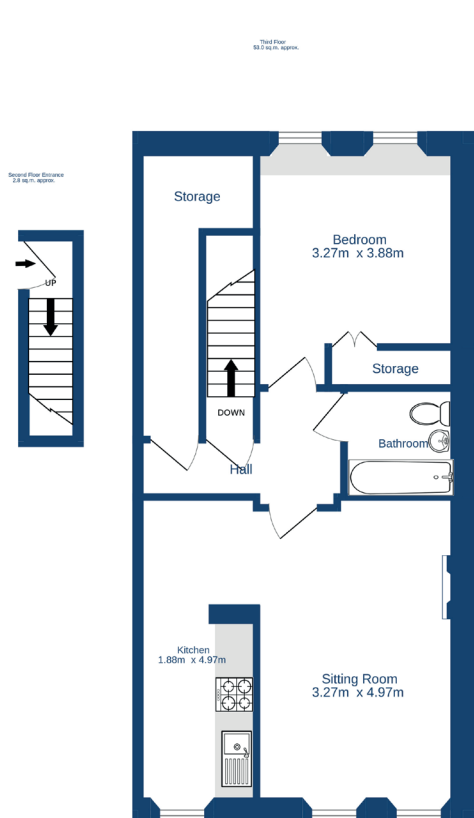 Third Floor
53.0 sq.m. approx.
Second Floor Entrance
2.8 sq.m. approx.
UP
Storage
Bedroom
3.27m x 3.88m
Storage
DOWN
Bathroom
Hall
Kitchen
1.88m x 4.97m
Sitting Room
3.27m x 4.97m